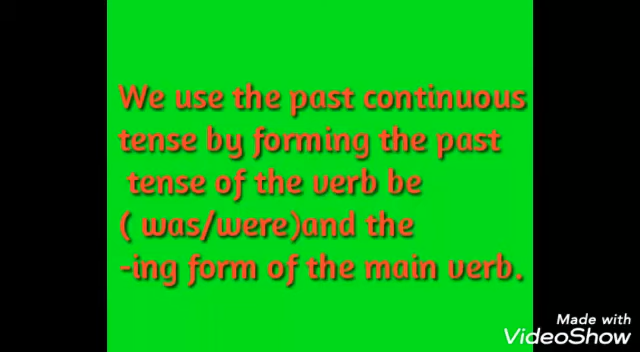 We use the past continuous
tense by forming the past
tense of the verb be
( was/were)and the
-ing form of the main verb.
Made with
VideoShow